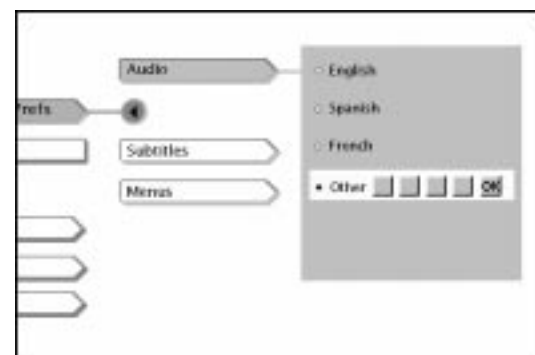 Audio
English
Prefs
Spanish
Subtitles
French
Menus
Other OK